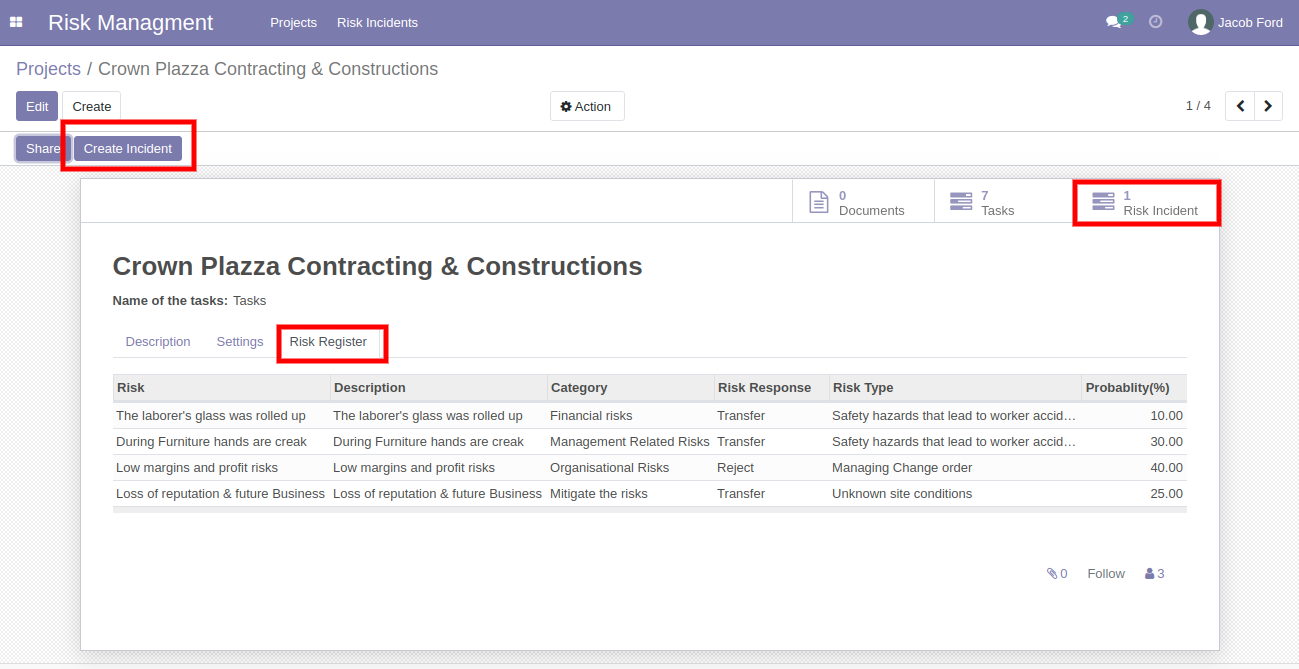 Risk Managment Projects Risk Incidents 2 Jacob Ford
Projects / Crown Plazza Contracting & Constructions
Edit Create Action 1 / 4
Share Create Incident
0 Documents
7 Tasks
1 Risk Incident
Crown Plazza Contracting & Constructions
Name of the tasks: Tasks
Description Settings Risk Register
Risk Description Category Risk Response Risk Type Probablity(%)
The laborer's glass was rolled up The laborer's glass was rolled up Financial risks Transfer Safety hazards that lead to worker accid… 10.00
During Furniture hands are creak During Furniture hands are creak Management Related Risks Transfer Safety hazards that lead to worker accid… 30.00
Low margins and profit risks Low margins and profit risks Organisational Risks Reject Managing Change order 40.00
Loss of reputation & future Business Loss of reputation & future Business Mitigate the risks Transfer Unknown site conditions 25.00
0 Follow 3